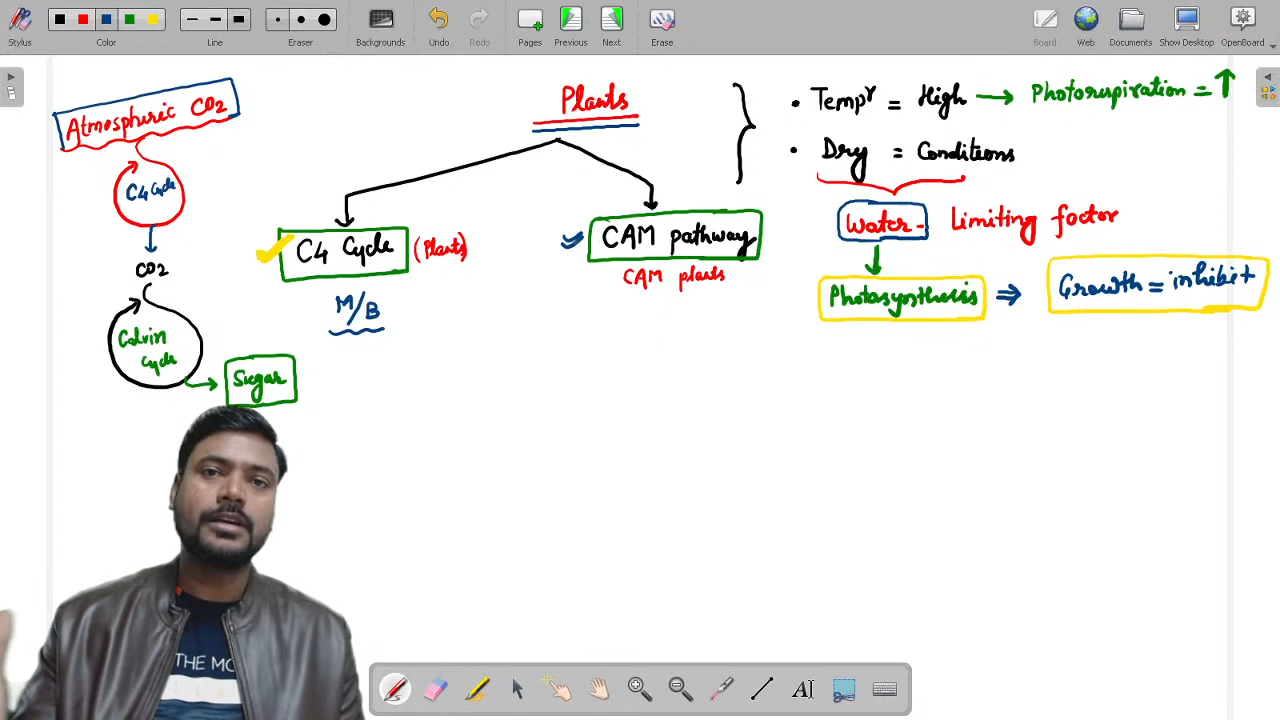 Stylus
Color
Line
Eraser
Backgrounds
Undo
Redo
Pages
Previous
Next
Erase
Board
Web
Documents
Show Desktop
OpenBoard
Atmospheric CO2
C4 Cycle
CO2
Calvin
Cycle
Sugar
Plants
C4 Cycle (Plants)
M/B
CAM pathway
CAM plants
• Tempr = High → Photorespiration = ↑
• Dry = Conditions
Water - Limiting factor
Photosynthesis ⇒ Growth = inhibit
THE MO